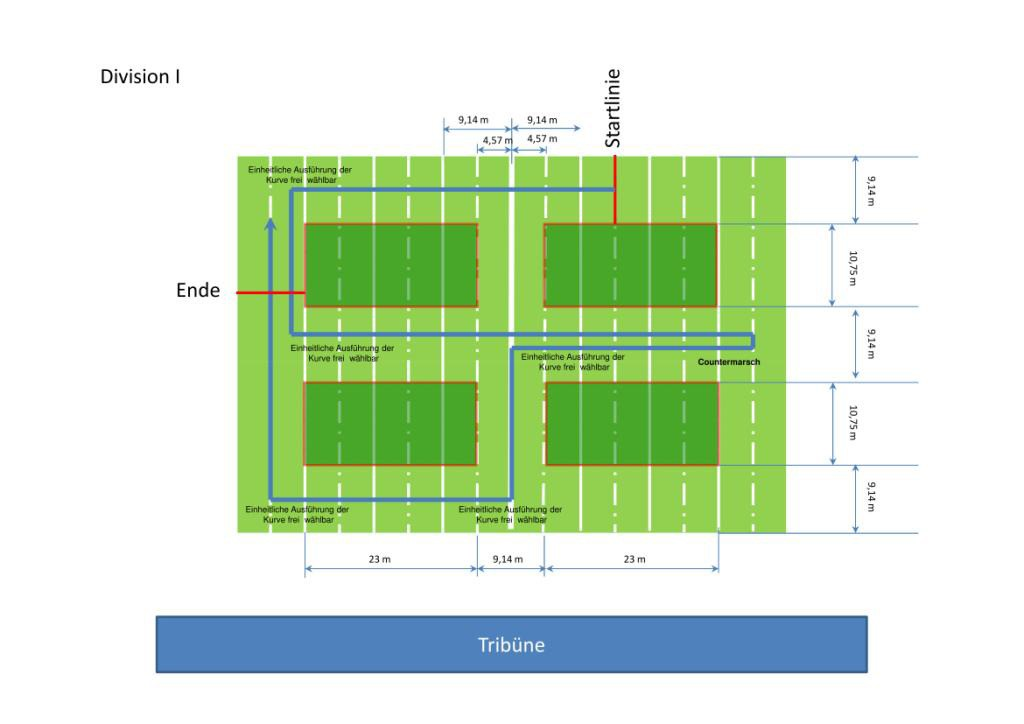 Division I
Startlinie
9,14 m
9,14 m
4,57 m
4,57 m
Einheitliche Ausführung der
Kurve frei wählbar
9,14 m
10,75 m
Ende
9,14 m
Einheitliche Ausführung der
Kurve frei wählbar
Einheitliche Ausführung der
Kurve frei wählbar
Countermarsch
10,75 m
9,14 m
Einheitliche Ausführung der
Kurve frei wählbar
Einheitliche Ausführung der
Kurve frei wählbar
23 m
9,14 m
23 m
Tribüne